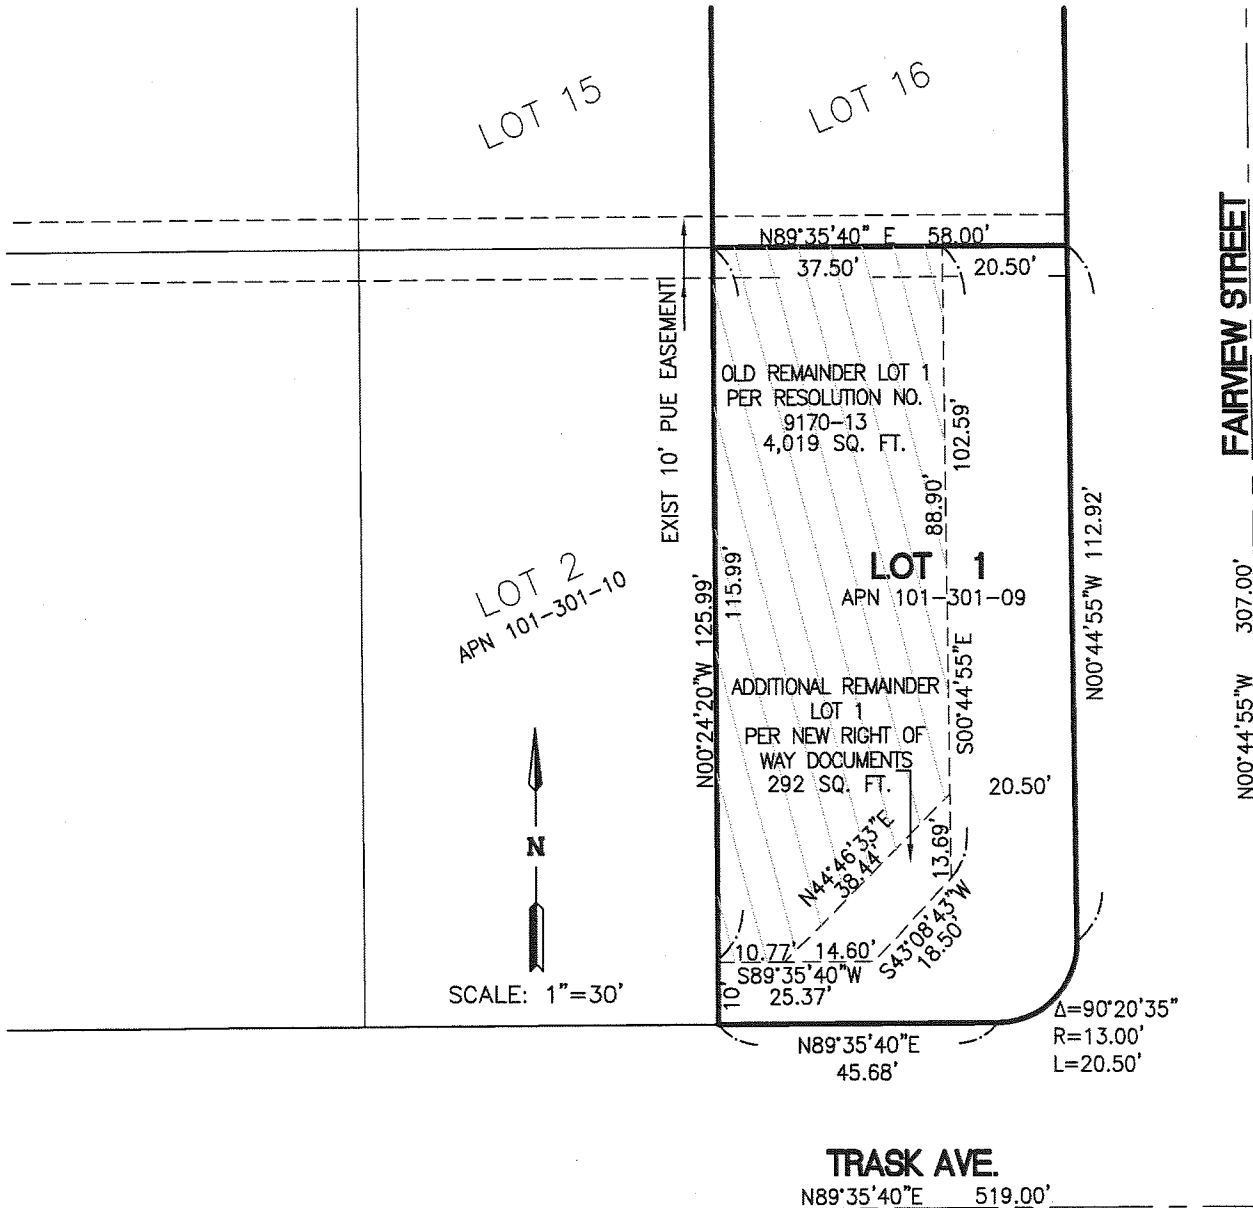 LOT 15
LOT 16
N89°35'40" E 58.00'
37.50'
20.50'
EXIST 10' PUE EASEMENT
OLD REMAINDER LOT 1
PER RESOLUTION NO.
9170-13
4,019 SQ. FT.
102.59'
88.90'
FAIRVIEW STREET
N00°44'55"W 307.00'
N00°44'55"W 112.92'
LOT 1
APN 101-301-09
LOT 2
APN 101-301-10
N00°24'20"W 125.99'
115.99'
S00°44'55"E
ADDITIONAL REMAINDER
LOT 1
PER NEW RIGHT OF
WAY DOCUMENTS
292 SQ. FT.
20.50'
N44°46'33"E
38.44'
13.69'
S43°08'43"W
18.50'
N
SCALE: 1"=30'
10.77' 14.60'
S89°35'40"W
25.37'
10'
N89°35'40"E
45.68'
Δ=90°20'35"
R=13.00'
L=20.50'
TRASK AVE.
N89°35'40"E 519.00'